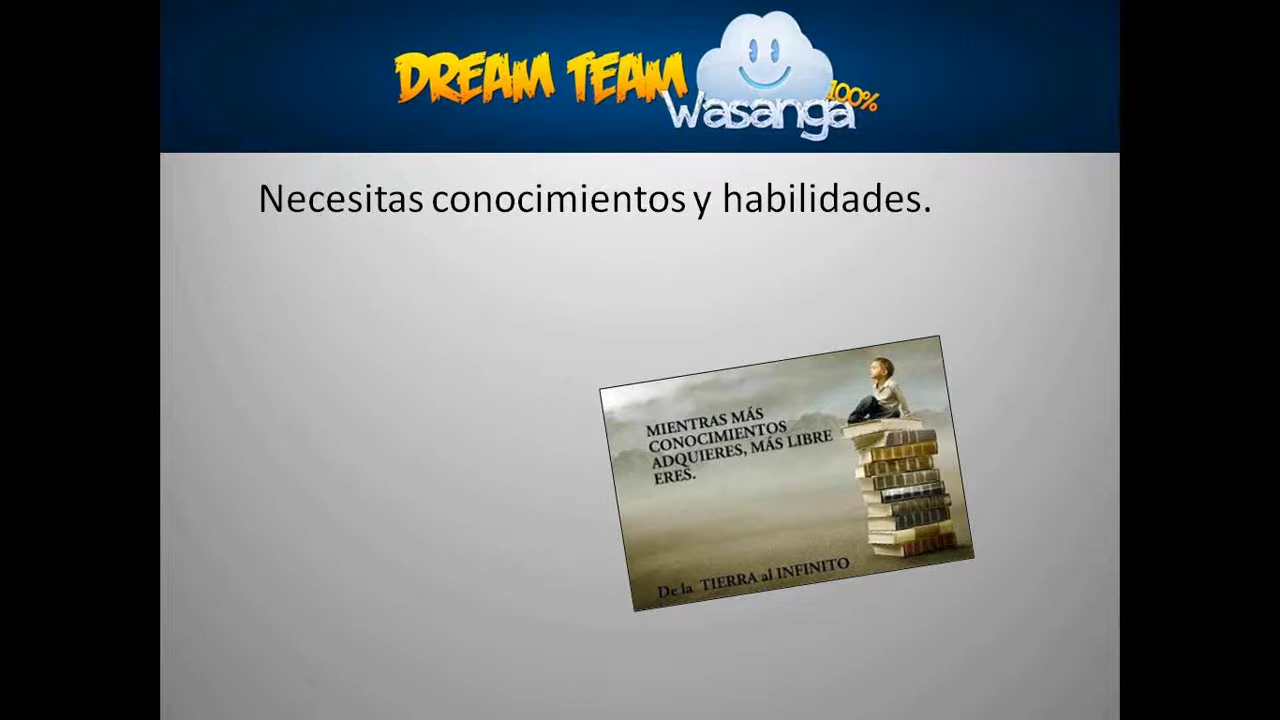 DREAM TEAM
Wasanga 100%
Necesitas conocimientos y habilidades.
MIENTRAS MÁS
CONOCIMIENTOS
ADQUIERES, MÁS LIBRE
ERES.
De la TIERRA al INFINITO